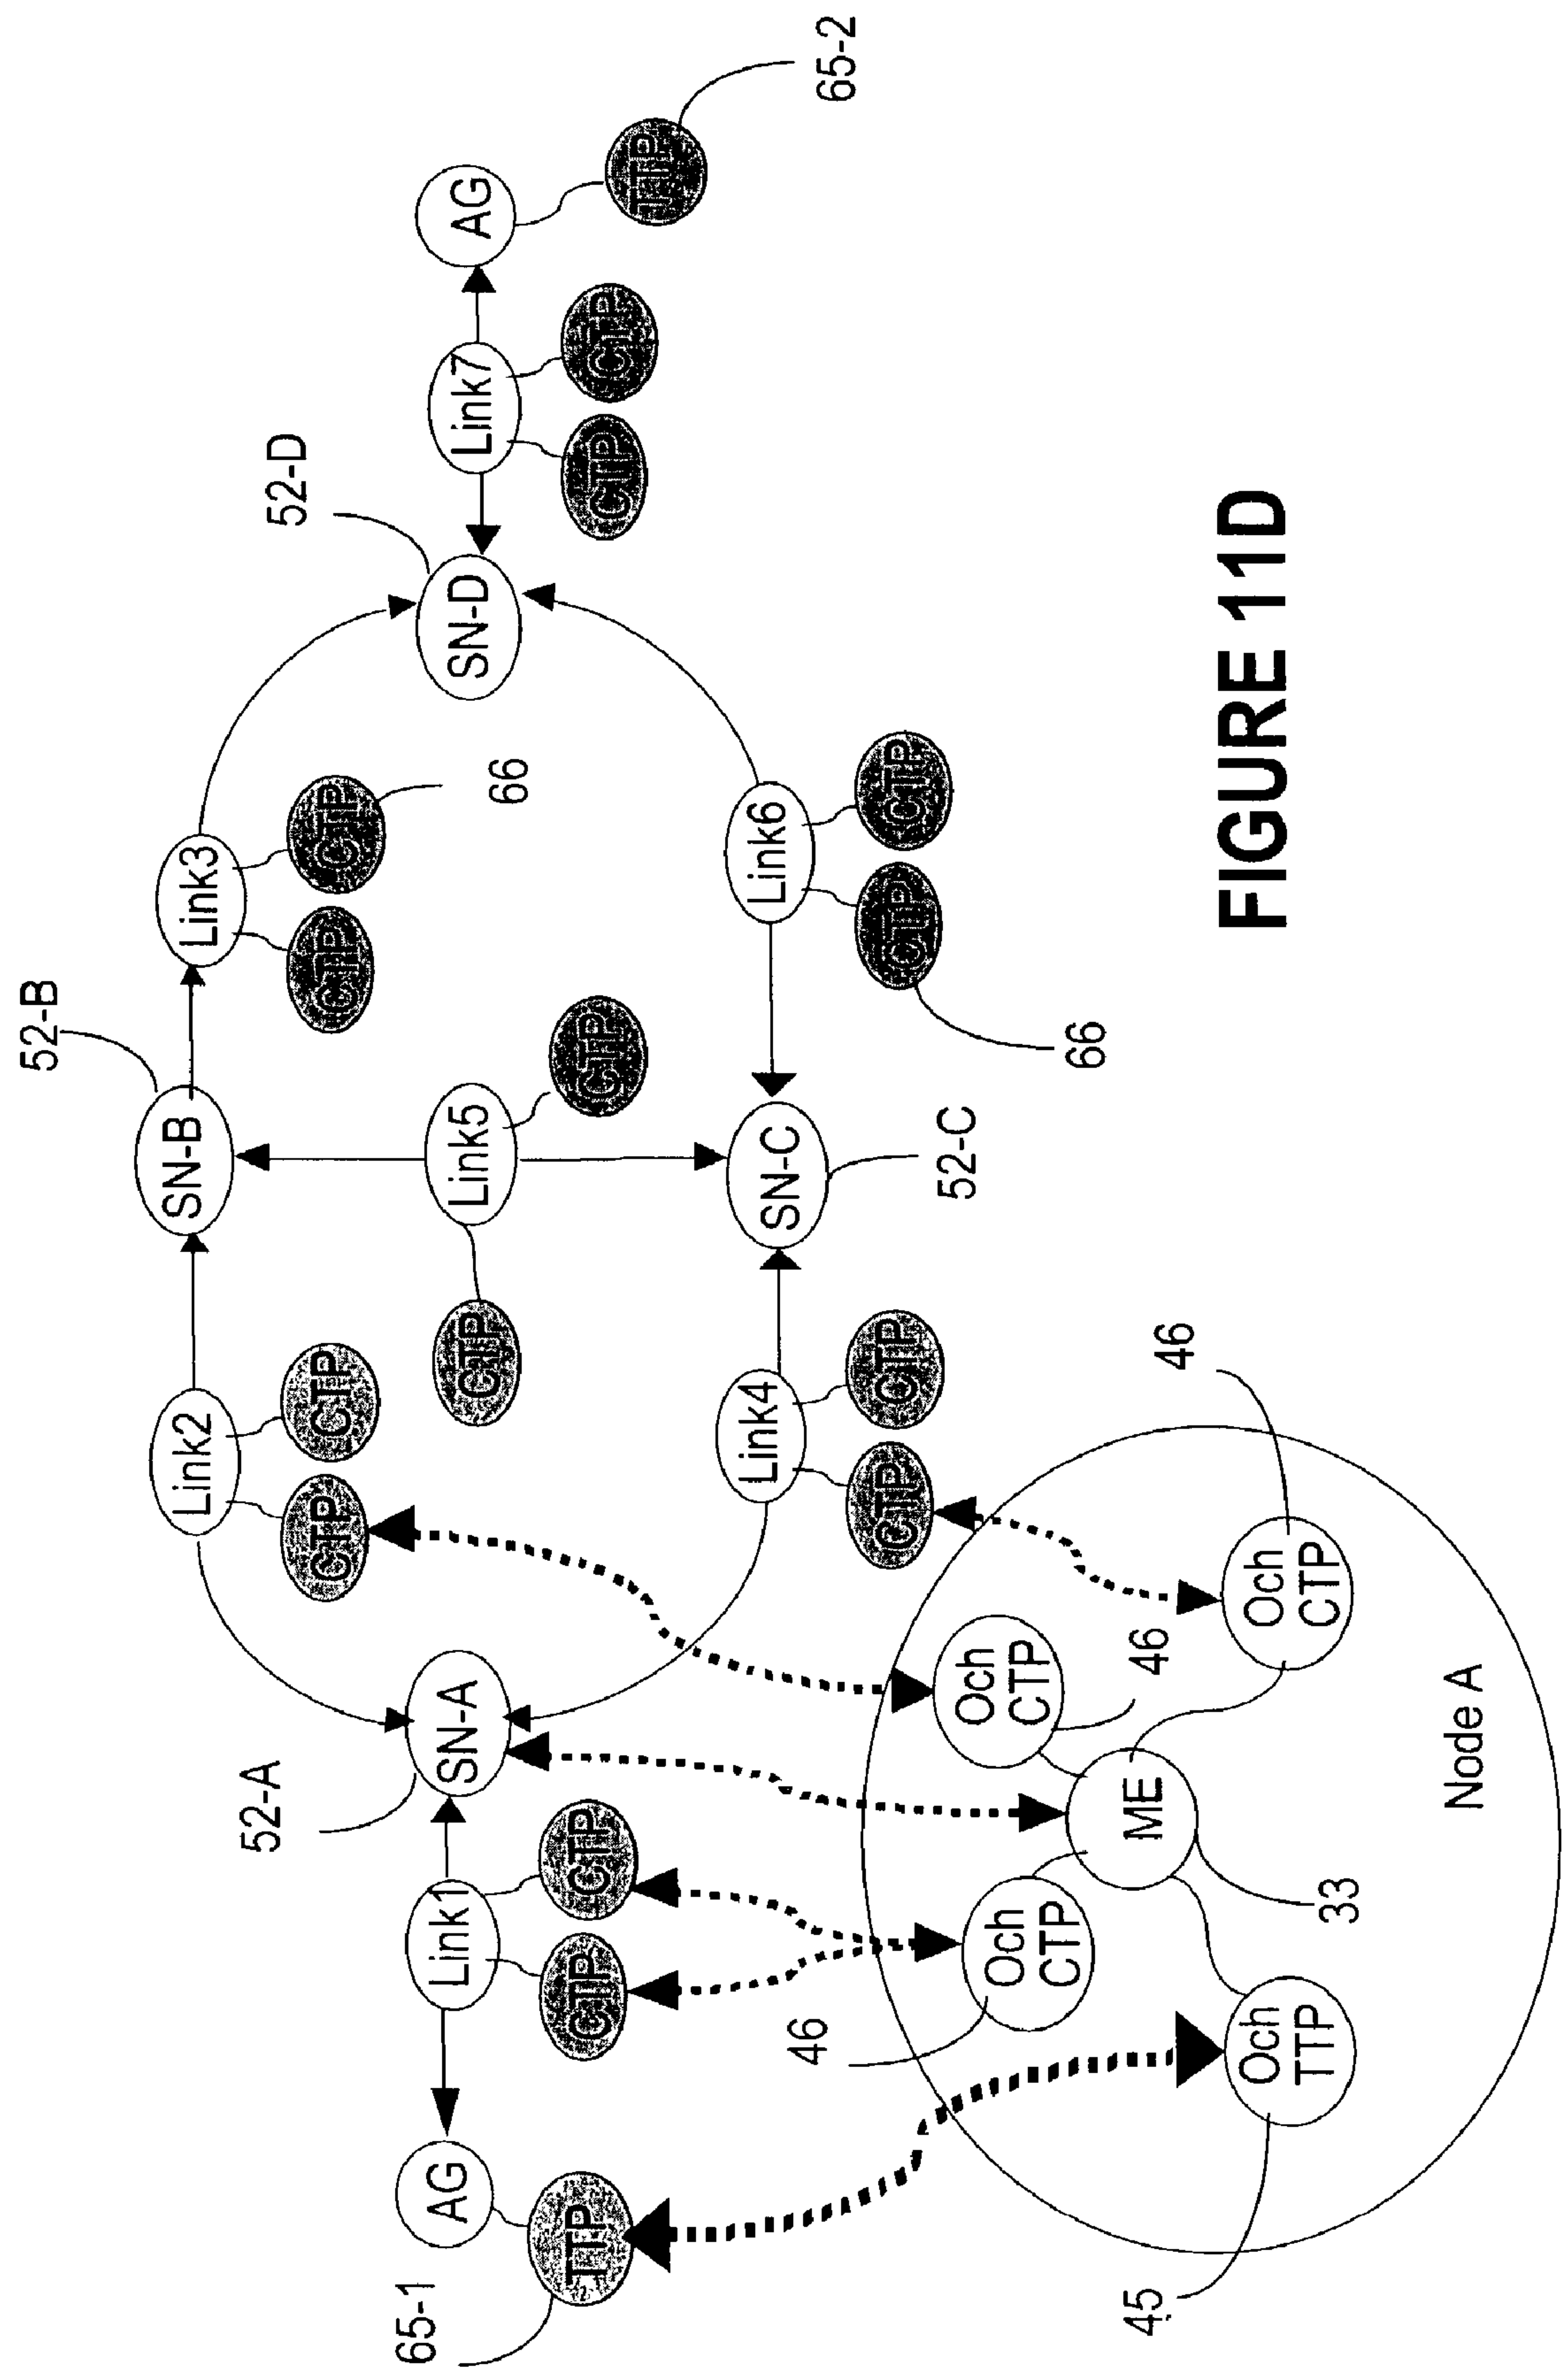 52-B
SN-B
Link2
Link3
CTP
CTP
CTP
CTP
66
52-A
52-D
65-1
AG
Link1
SN-A
CTP
Link5
CTP
SN-D
Link7
AG
TTP
CTP
CTP
CTP
CTP
TTP
65-2
Link4
SN-C
Link6
CTP
CTP
CTP
CTP
52-C
66
46
Och
CTP
Och
CTP
46
46
ME
33
Och
TTP
45
Och
CTP
Node A
FIGURE 11D